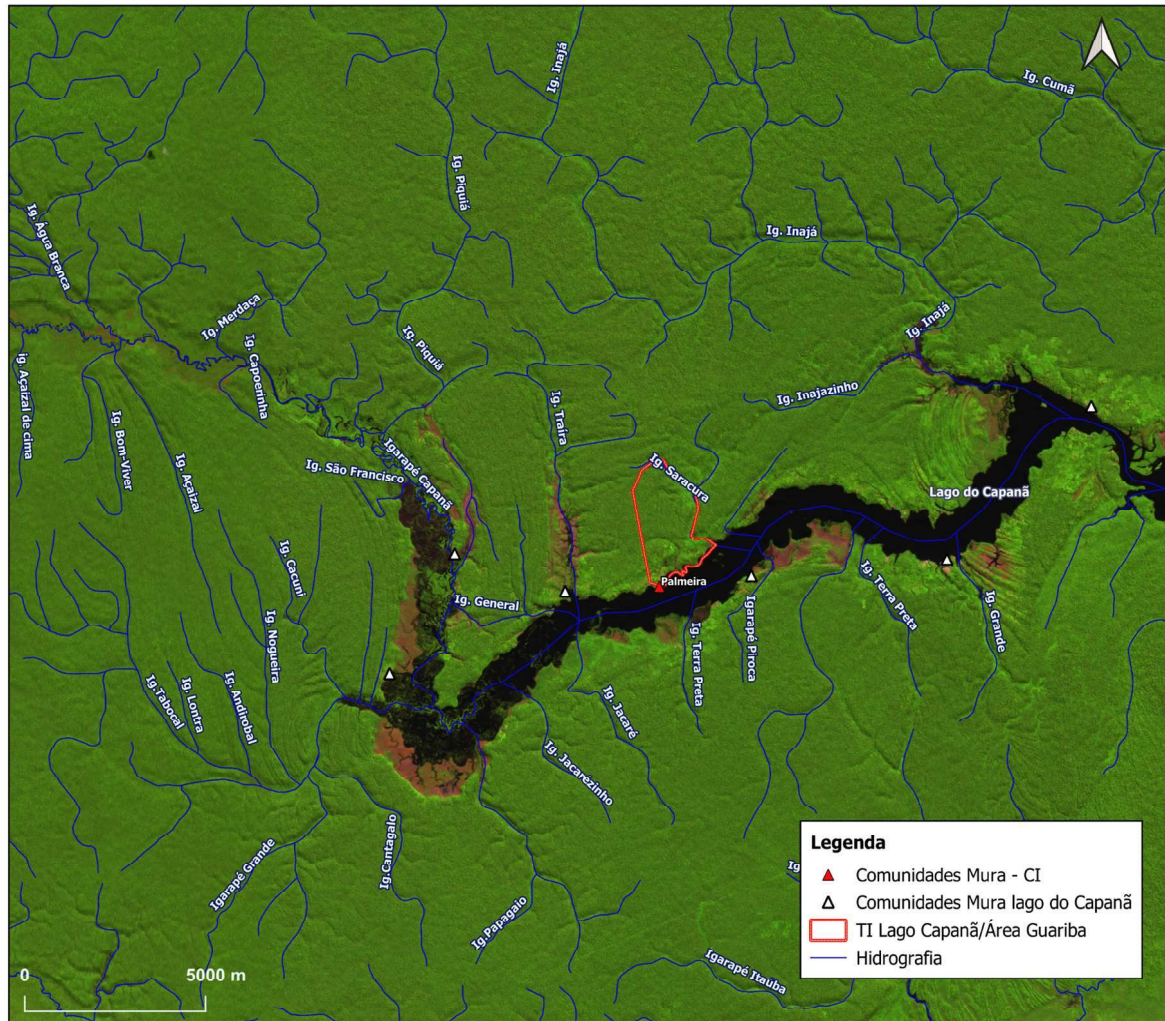 Ig. Inajá
Ig. Cumã
Ig. Piquiá
Ig. Água Branca
Ig. Inajá
Ig. Merdaça
Ig. Piquiá
Ig. Capoeirinha
Ig. Inajá
ig. Açaizal de cima
Ig. Bom-Viver
Ig. Açaizal
Ig. Traíra
Ig. Inajazinho
Igarapé Capanã
Ig. São Francisco
Ig. Saracura
Lago do Capanã
Ig. Cacuni
Palmeira
Ig. General
Ig. Terra Preta
Igarapé Piroca
Ig. Grande
Ig. Nogueira
Ig. Terra Preta
Ig.Tabocal
Ig. Lontra
Ig. Andirobal
Ig. Jacaré
Ig. Jacarézinho
Igarapé Grande
Ig.Cantagalo
Ig.Papagaio
Igarapé Itauba
Legenda
Comunidades Mura - CI
Comunidades Mura lago do Capanã
TI Lago Capanã/Área Guariba
Hidrografia
0 5000 m